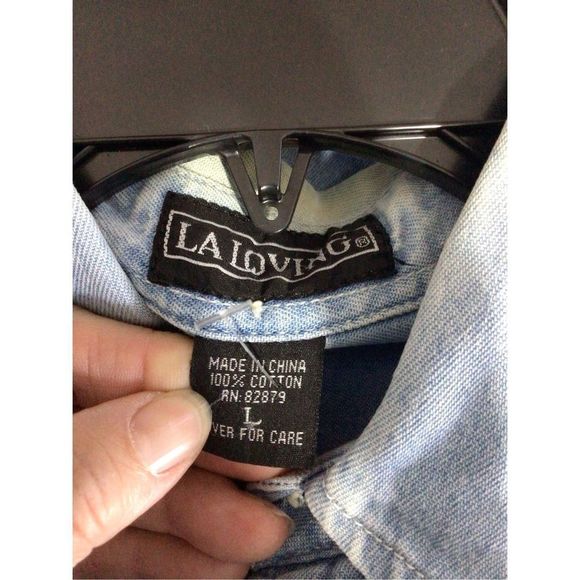 LA LOVING ®
MADE IN CHINA
100% COTTON
RN: 82879
L
VER FOR CARE